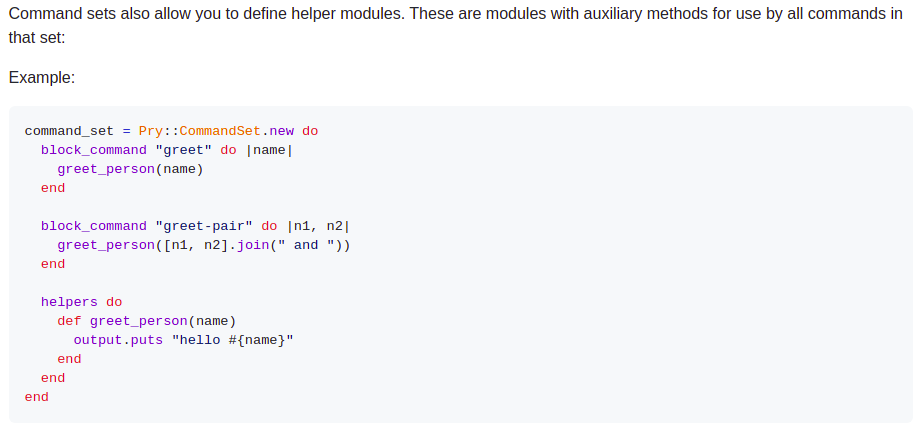 Command sets also allow you to define helper modules. These are modules with auxiliary methods for use by all commands in
that set:
Example:
command_set = Pry::CommandSet.new do
  block_command "greet" do |name|
    greet_person(name)
  end

  block_command "greet-pair" do |n1, n2|
    greet_person([n1, n2].join(" and "))
  end

  helpers do
    def greet_person(name)
      output.puts "hello #{name}"
    end
  end
end